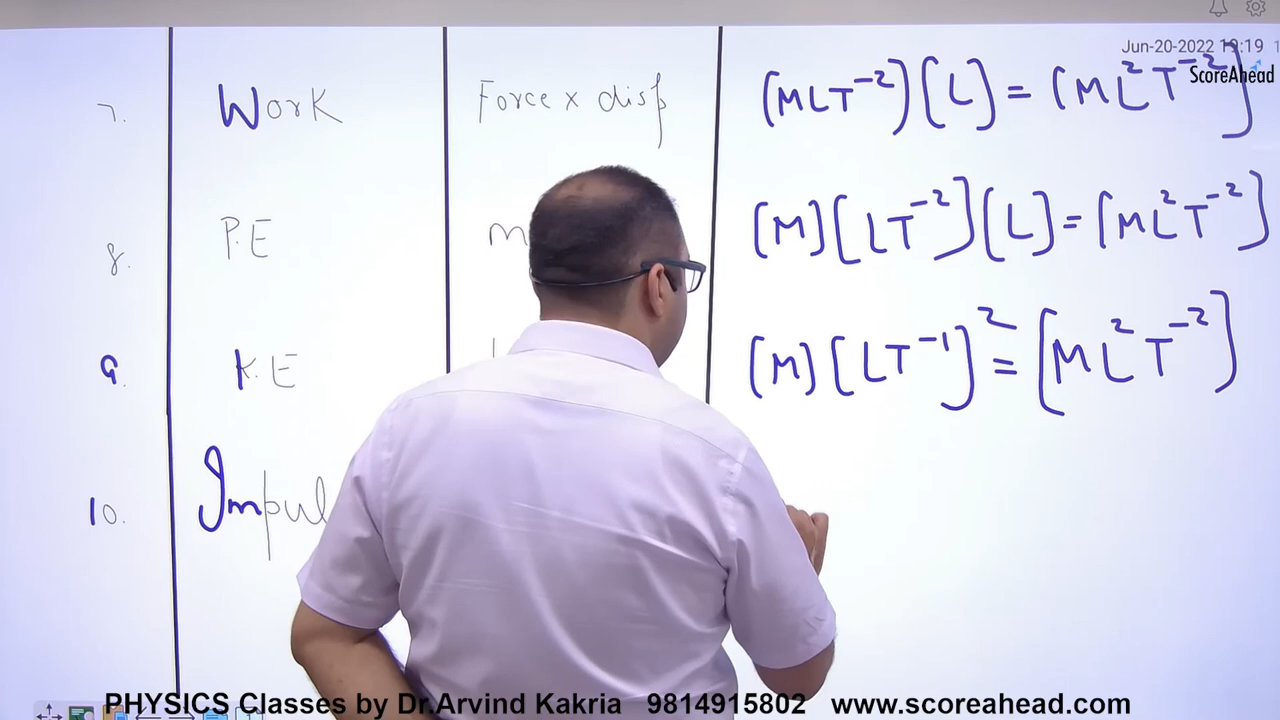 Jun-20-2022 19:19
ScoreAhead
7. Work Force x disp (MLT⁻²)[L] = [ML²T⁻²]
8. P.E m [M][LT⁻²][L] = [ML²T⁻²]
9. K.E [M][LT⁻¹]² = [ML²T⁻²]
10. Impul
PHYSICS Classes by Dr.Arvind Kakria 9814915802 www.scoreahead.com